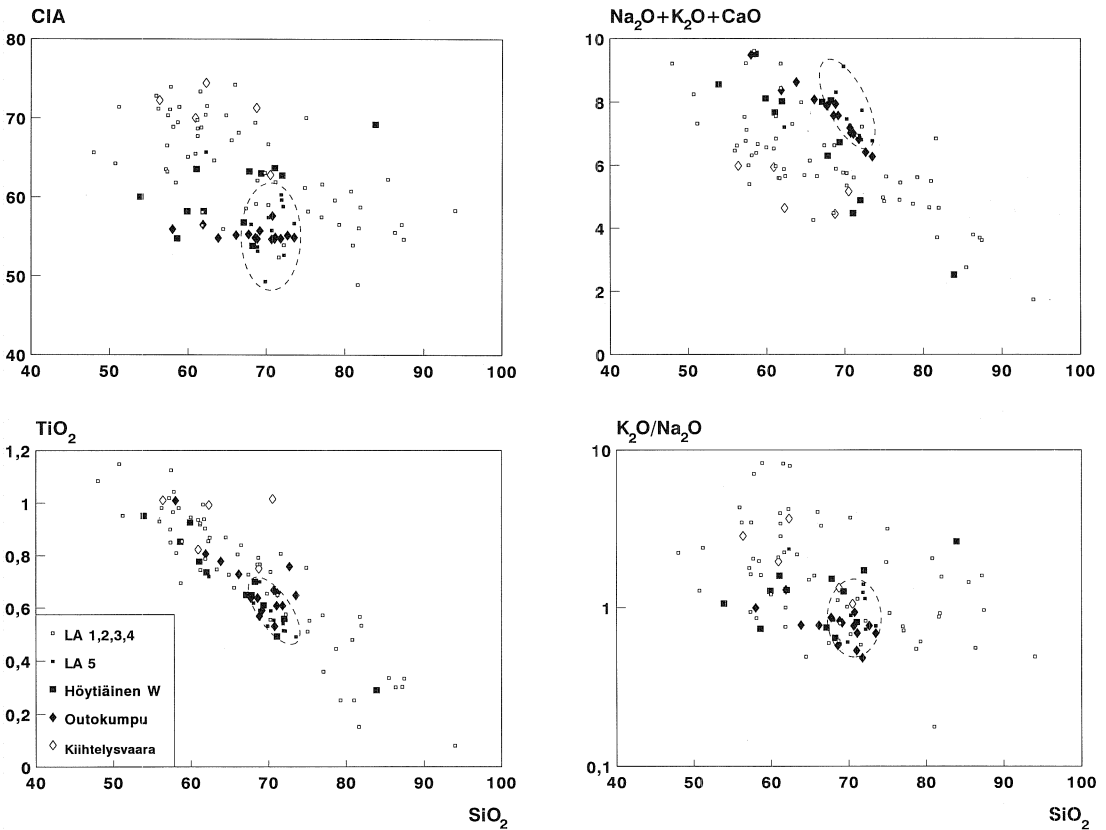 CIA
80
70
60
50
40
40 50 60 70 80 90 100
Na2O+K2O+CaO
10
8
6
4
2
0
40 50 60 70 80 90 100
TiO2
1,2
1
0,8
0,6
0,4
0,2
0
LA 1,2,3,4
LA 5
Höytiäinen W
Outokumpu
Kiihtelysvaara
40 50 60 70 80 90 100
SiO2
K2O/Na2O
10
1
0,1
40 50 60 70 80 90 100
SiO2